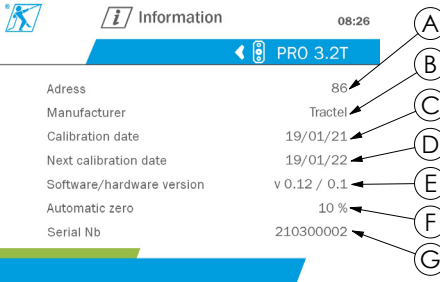 i Information 08:26
PRO 3.2T
A
Adress 86
B
Manufacturer Tractel
C
Calibration date 19/01/21
D
Next calibration date 19/01/22
E
Software/hardware version v 0.12 / 0.1
F
Automatic zero 10 %
G
Serial Nb 210300002